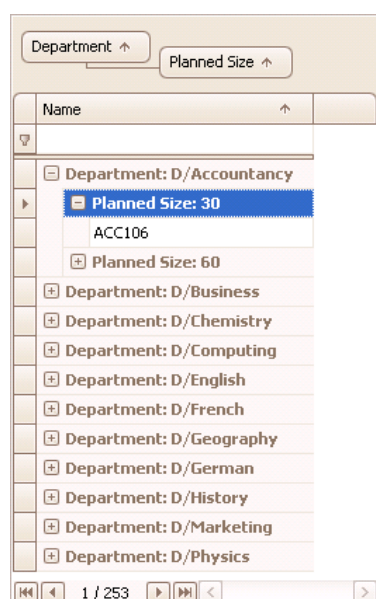 Department
Planned Size
Name
Department: D/Accountancy
Planned Size: 30
ACC106
Planned Size: 60
Department: D/Business
Department: D/Chemistry
Department: D/Computing
Department: D/English
Department: D/French
Department: D/Geography
Department: D/German
Department: D/History
Department: D/Marketing
Department: D/Physics
1 / 253